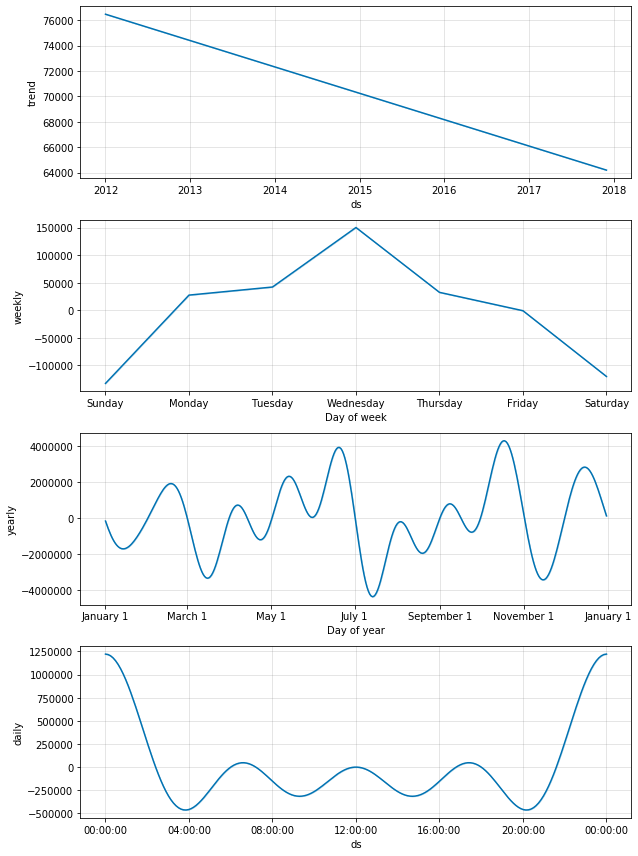 trend
76000
74000
72000
70000
68000
66000
64000
2012 2013 2014 2015 2016 2017 2018
ds
weekly
150000
100000
50000
0
−50000
−100000
Sunday Monday Tuesday Wednesday Thursday Friday Saturday
Day of week
yearly
4000000
2000000
0
−2000000
−4000000
January 1 March 1 May 1 July 1 September 1 November 1 January 1
Day of year
daily
1250000
1000000
750000
500000
250000
0
−250000
−500000
00:00:00 04:00:00 08:00:00 12:00:00 16:00:00 20:00:00 00:00:00
ds